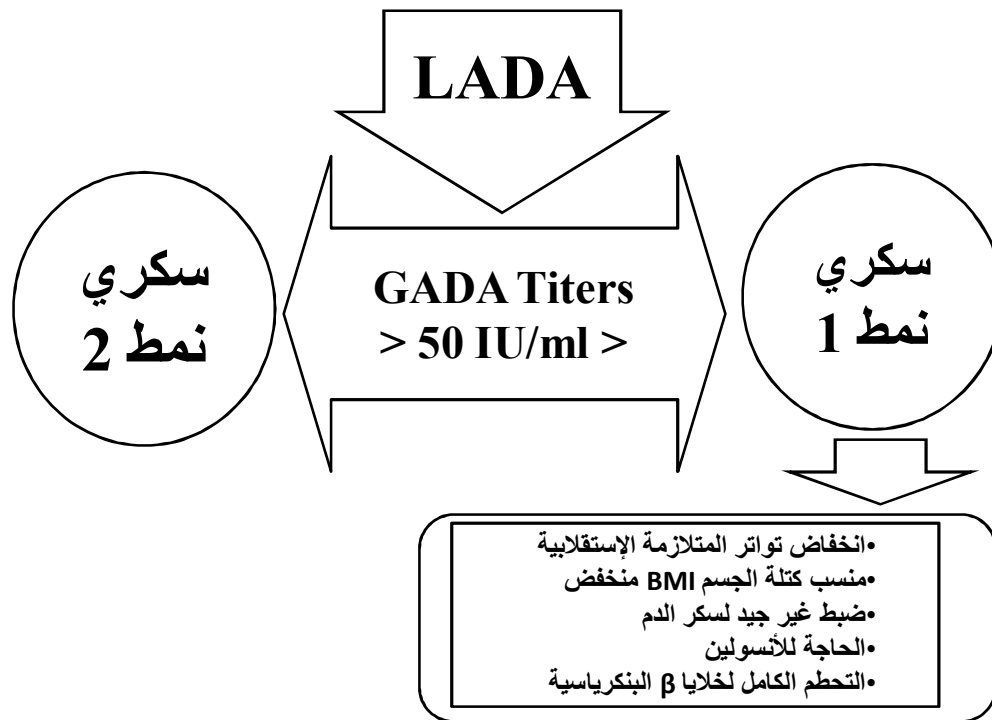 LADA
سكري
نمط 1
GADA Titers
> 50 IU/ml >
سكري
نمط 2
•انخفاض تواتر المتلازمة الإستقلابية
•منسب كتلة الجسم BMI منخفض
•ضبط غير جيد لسكر الدم
•الحاجة للأنسولين
•التحطم الكامل لخلايا β البنكرياسية